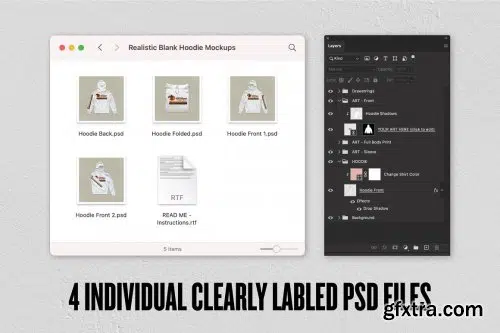 Realistic Blank Hoodie Mockups
Hoodie Back.psd
Hoodie Folded.psd
Hoodie Front 1.psd
Hoodie Front 2.psd
RTF
READ ME -
Instructions.rtf
5 items
Layers
Kind
Opacity:
Lock:
Drawstrings
ART - Front
Hoodie Shadows
YOUR ART HERE (click to edit)
ART - Full Body Print
ART - Sleeve
HOODIE
Change Shirt Color
Hoodie Front
fx
Effects
Drop Shadow
Background
4 INDIVIDUAL CLEARLY LABLED PSD FILES
gfxtra.com